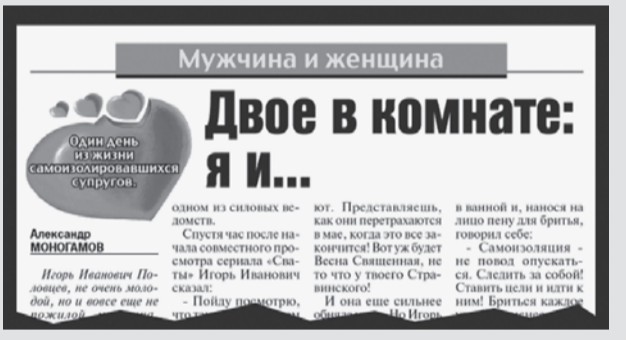 Мужчина и женщина
Двое в комнате:
я и...
Один день
из жизни
самоизолировавшихся
супругов.
Александр
МОНОГАМОВ
Игорь Иванович По-
ловцев, не очень моло-
дой, но и вовсе еще не
пожилой
одном из силовых ве-
домств.
Спустя час после на-
чала совместного про-
смотра сериала «Сва-
ты» Игорь Иванович
сказал:
- Пойду посмотрю,
ют. Представляешь,
как они перетрахаются
в мае, когда это все за-
кончится! Вот уж будет
Весна Священная, не
то что у твоего Стра-
винского!
И она еще сильнее
Но Игорь
в ванной и, нанося на
лицо пену для бритья,
говорил себе:
- Самоизоляция -
не повод опускать-
ся. Следить за собой!
Ставить цели и идти к
ним! Бриться каждое